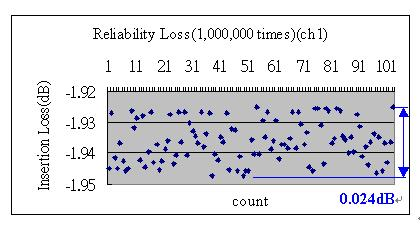 Reliability Loss(1,000,000 times)(ch1)
1 11 21 31 41 51 61 71 81 91 101
Insertion Loss(dB)
-1.92
-1.93
-1.94
-1.95
count
0.024dB